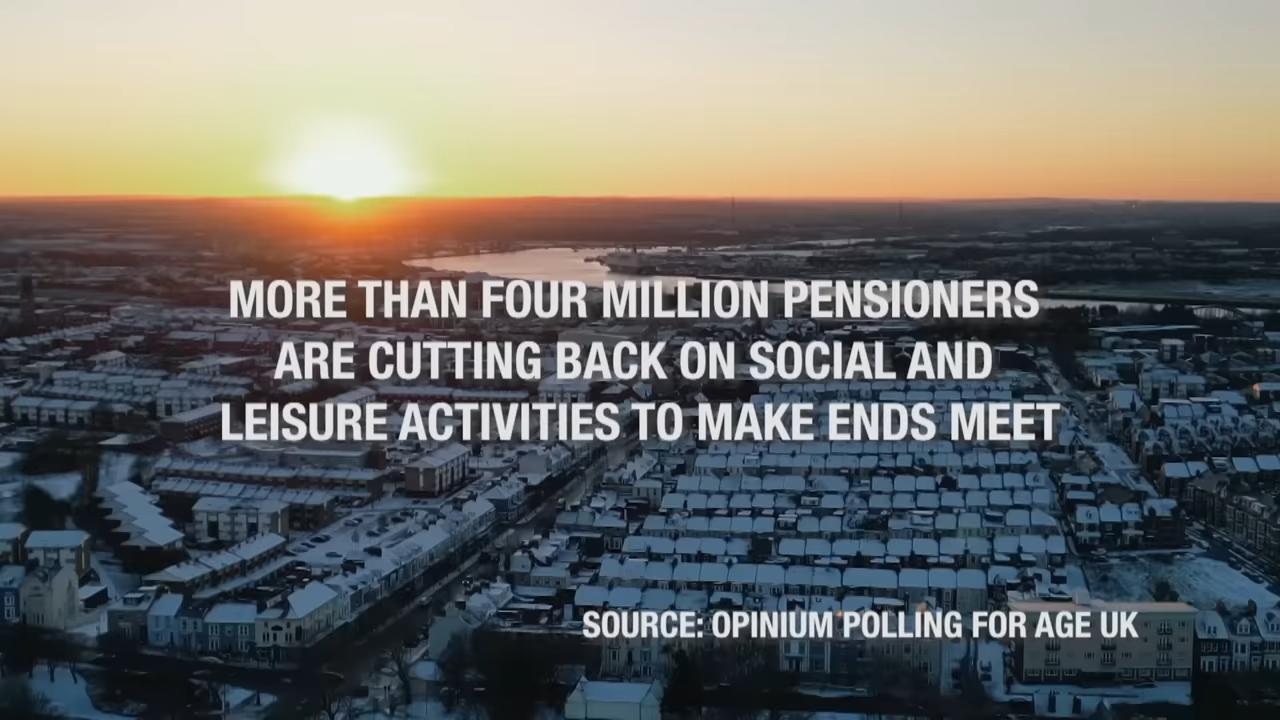 MORE THAN FOUR MILLION PENSIONERS
ARE CUTTING BACK ON SOCIAL AND
LEISURE ACTIVITIES TO MAKE ENDS MEET
SOURCE: OPINIUM POLLING FOR AGE UK